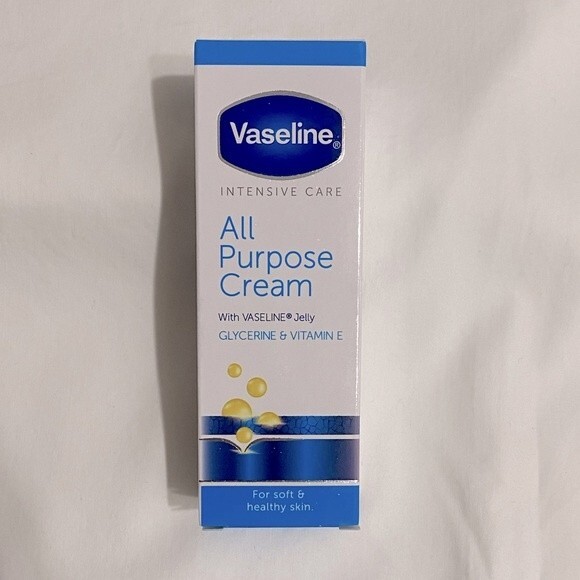 Vaseline®
INTENSIVE CARE
All
Purpose
Cream
With VASELINE® Jelly
GLYCERINE & VITAMIN E
For soft &
healthy skin.